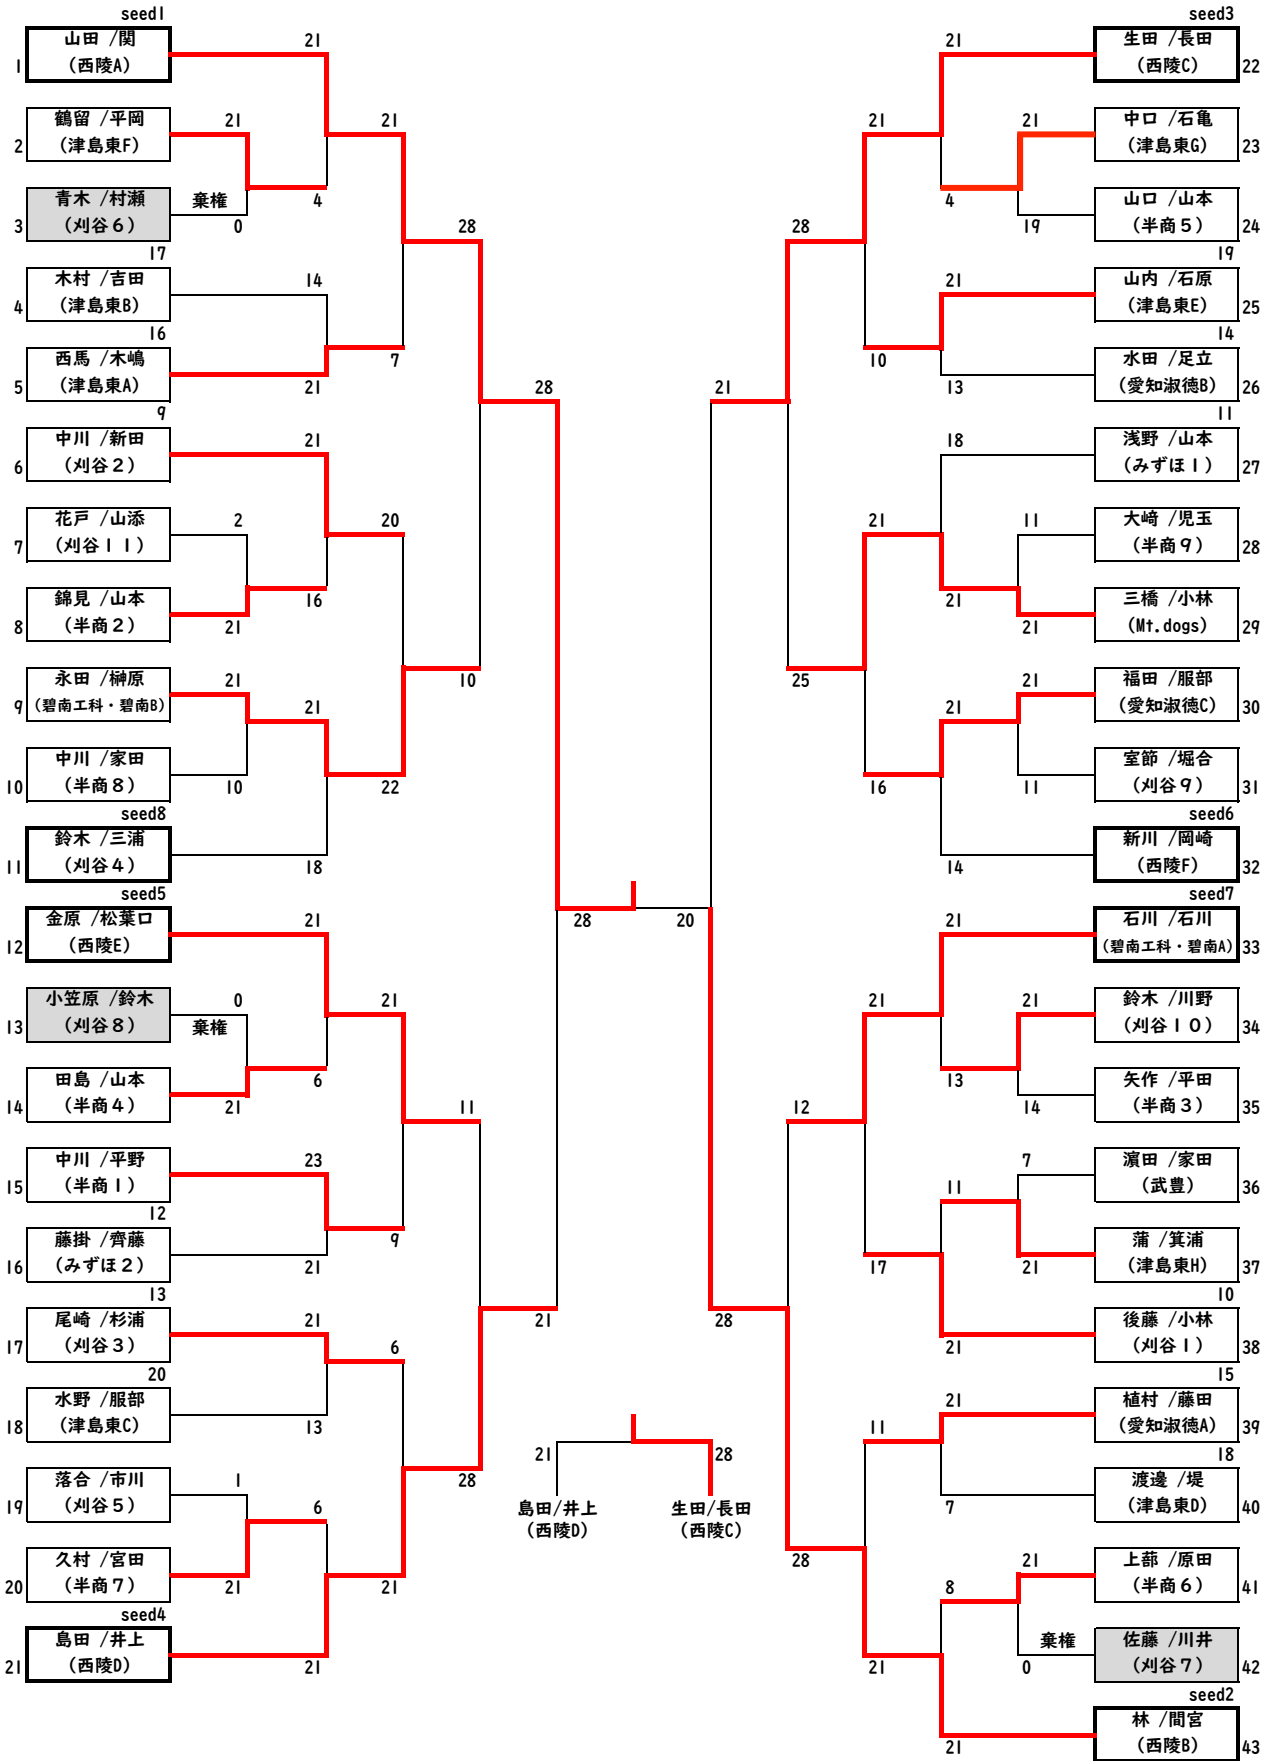 seed1
山田 /関
(西陵A)
1
21
鶴留 /平岡
(津島東F)
2
21
21
青木 /村瀬
(刈谷6)
3
棄権
0
4
28
17
木村 /吉田
(津島東B)
4
14
16
西馬 /木嶋
(津島東A)
5
21
7
28
9
中川 /新田
(刈谷2)
6
21
花戸 /山添
(刈谷11)
7
2
20
錦見 /山本
(半商2)
8
21
16
永田 /榊原
(碧南工科・碧南B)
9
21
21
10
中川 /家田
(半商8)
10
10
22
seed8
鈴木 /三浦
(刈谷4)
11
18
seed5
金原 /松葉口
(西陵E)
12
21
28
小笠原 /鈴木
(刈谷8)
13
0
棄権
21
田島 /山本
(半商4)
14
21
6
11
中川 /平野
(半商1)
15
23
12
藤掛 /齊藤
(みずほ2)
16
21
9
13
尾崎 /杉浦
(刈谷3)
17
21
6
21
20
水野 /服部
(津島東C)
18
13
落合 /市川
(刈谷5)
19
1
6
28
久村 /宮田
(半商7)
20
21
21
seed4
島田 /井上
(西陵D)
21
21
21
28
島田/井上
(西陵D)
生田/長田
(西陵C)
seed3
生田 /長田
(西陵C)
22
21
中口 /石亀
(津島東G)
23
21
21
山口 /山本
(半商5)
24
4
19
28
19
山内 /石原
(津島東E)
25
21
14
水田 /足立
(愛知淑徳B)
26
10
13
21
11
浅野 /山本
(みずほ1)
27
18
大﨑 /児玉
(半商9)
28
11
21
三橋 /小林
(Mt.dogs)
29
21
21
福田 /服部
(愛知淑徳C)
30
21
21
25
室節 /堀合
(刈谷9)
31
11
16
seed6
新川 /岡崎
(西陵F)
32
14
seed7
石川 /石川
(碧南工科・碧南A)
33
21
20
鈴木 /川野
(刈谷10)
34
21
21
矢作 /平田
(半商3)
35
13
14
12
濵田 /家田
(武豊)
36
7
11
蒲 /箕浦
(津島東H)
37
21
17
10
後藤 /小林
(刈谷1)
38
21
28
15
植村 /藤田
(愛知淑徳A)
39
21
11
18
渡邊 /堤
(津島東D)
40
7
上蔀 /原田
(半商6)
41
21
8
28
佐藤 /川井
(刈谷7)
42
棄権
0
21
seed2
林 /間宮
(西陵B)
43
21